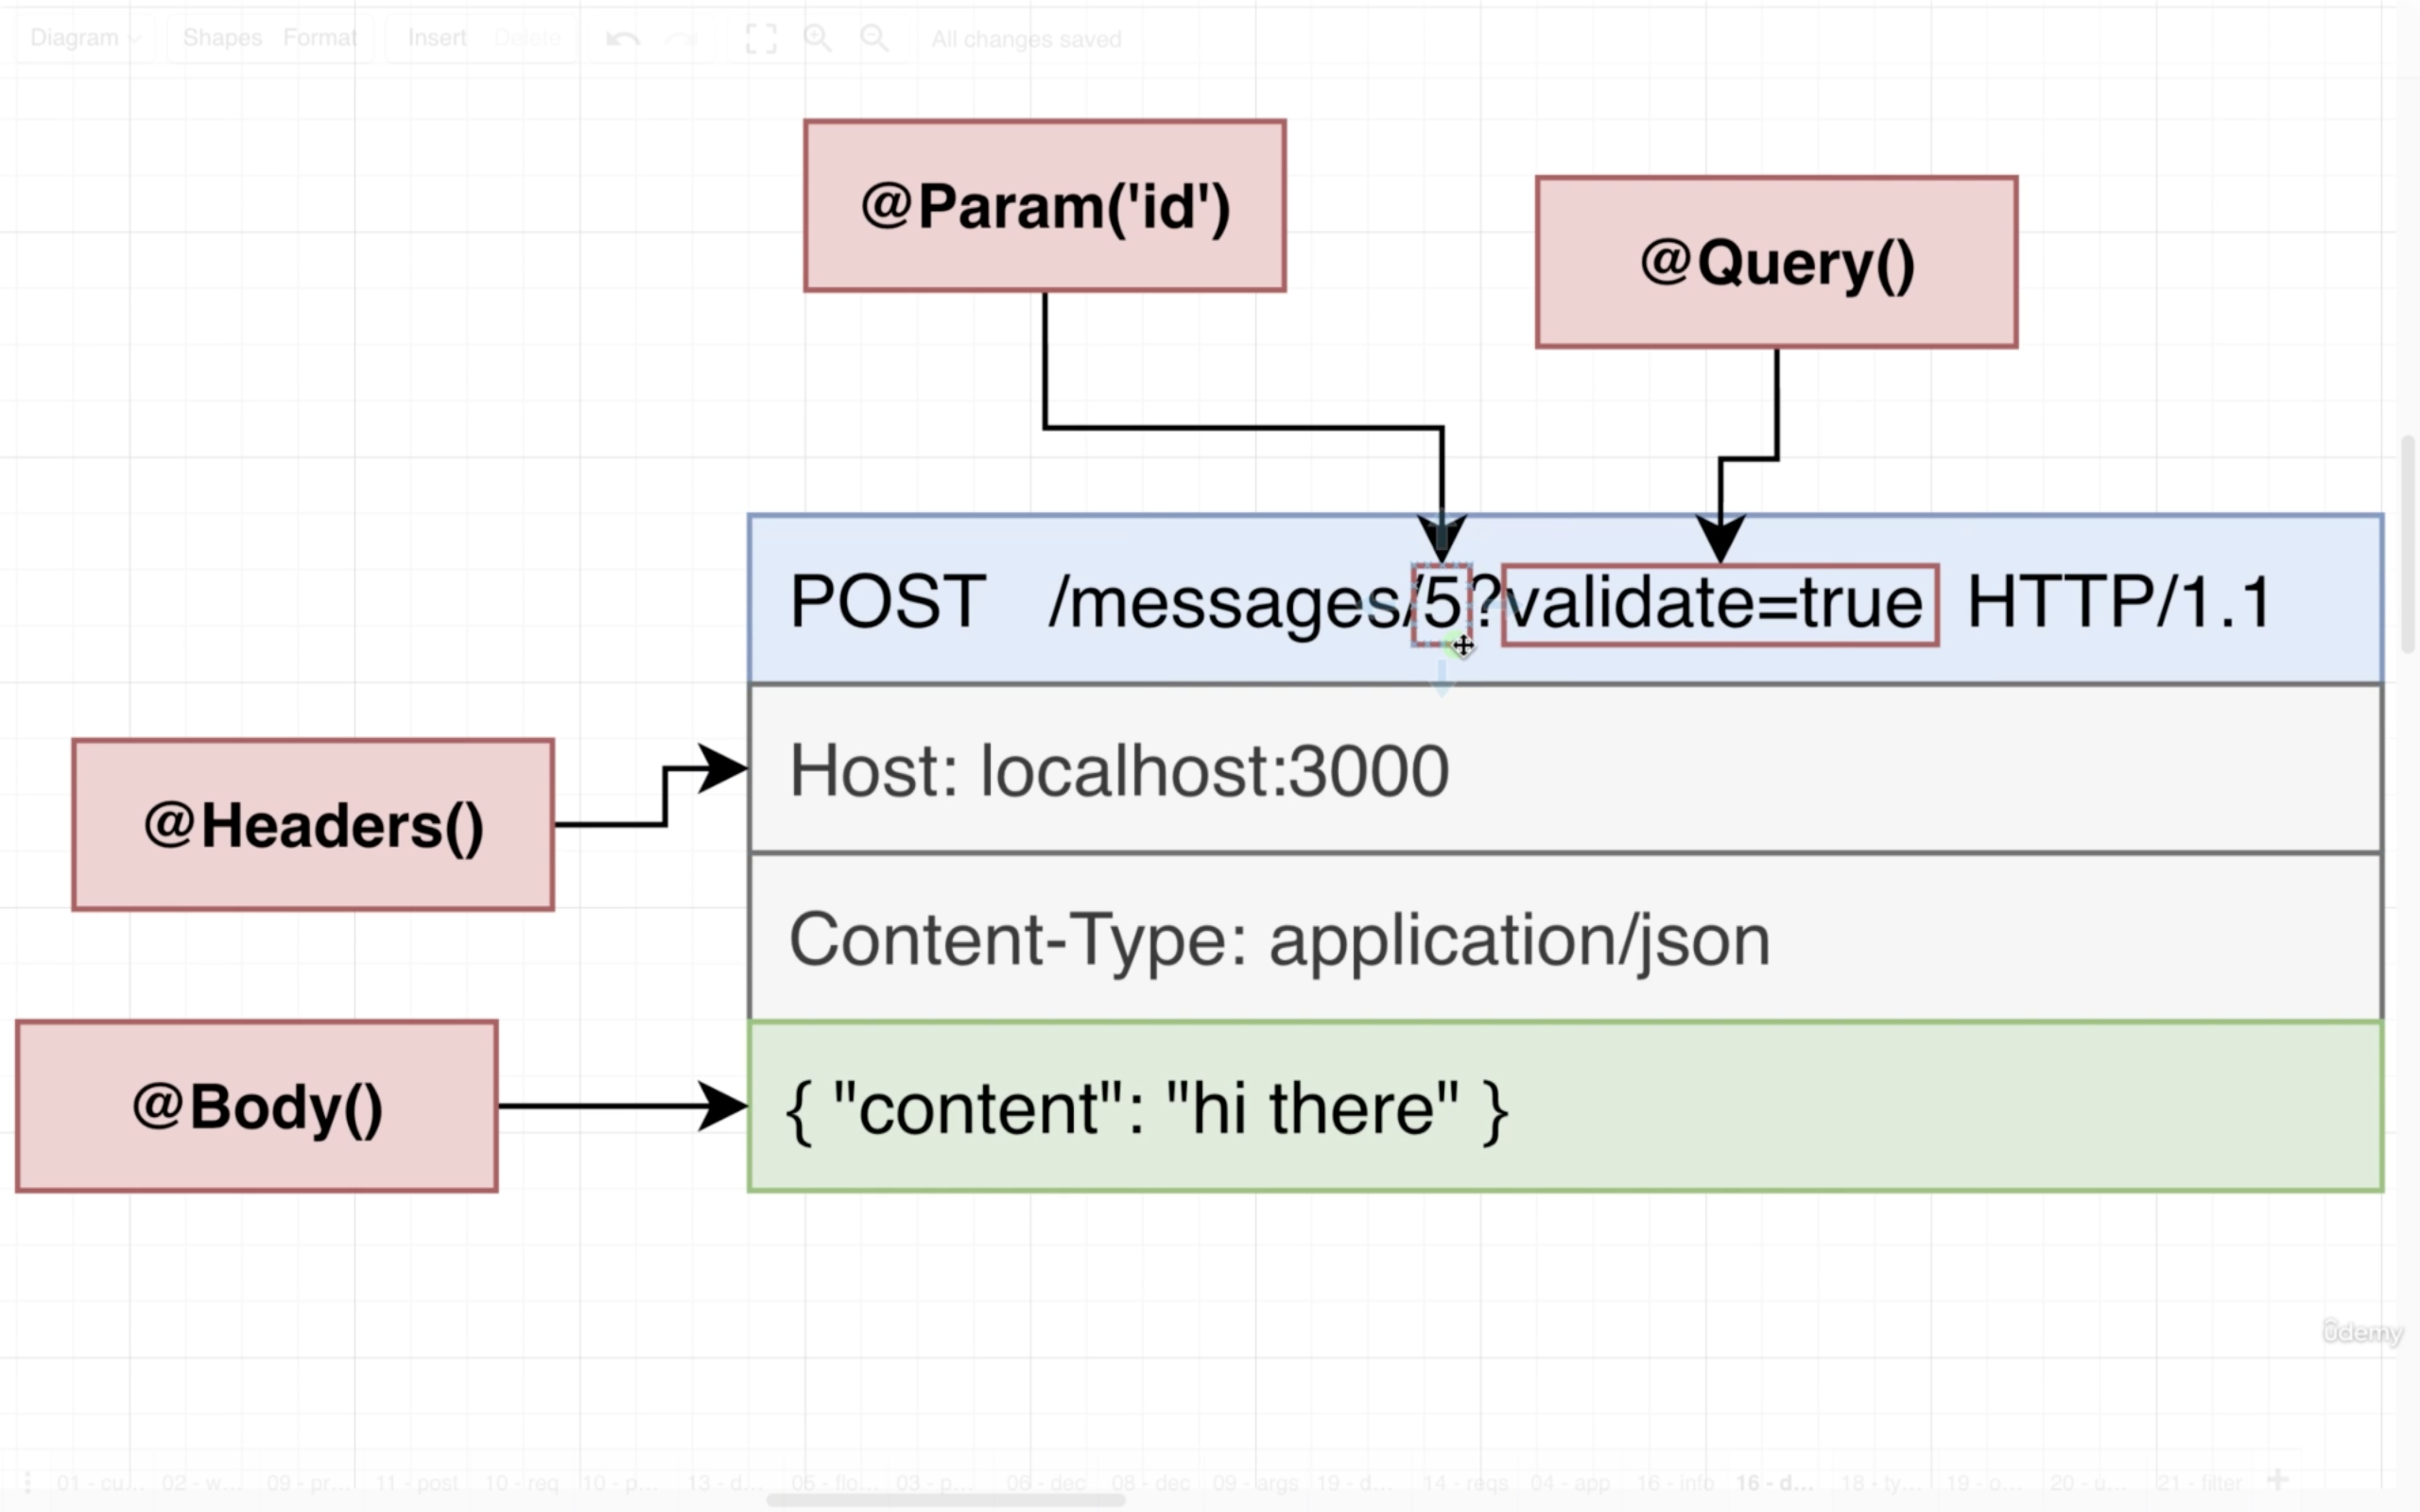 Diagram Shapes Format Insert Delete All changes saved
@Param('id')
@Query()
POST /messages/5?validate=true HTTP/1.1
@Headers()
Host: localhost:3000
Content-Type: application/json
@Body()
{ "content": "hi there" }
ûdemy
01 - cu... 02 - w... 09 - pr... 11 - post 10 - req 10 - p... 13 - d... 05 - flo... 03 - p... 06 - dec 08 - dec 09 - args 19 - d... 14 - reqs 04 - app 16 - info 16 - d... 18 - ty... 19 - o... 20 - u... 21 - filter